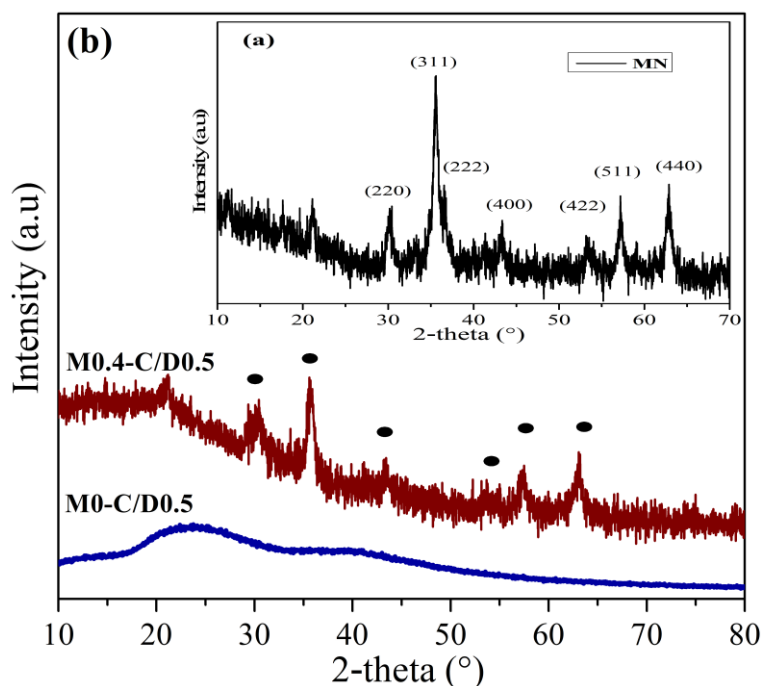 (b)
(a)
MN
(311)
(222)
(220)
(400)
(422)
(511)
(440)
Intensity (a.u)
10 20 30 40 50 60 70
2-theta (°)
Intensity (a.u)
M0.4-C/D0.5
M0-C/D0.5
10 20 30 40 50 60 70 80
2-theta (°)